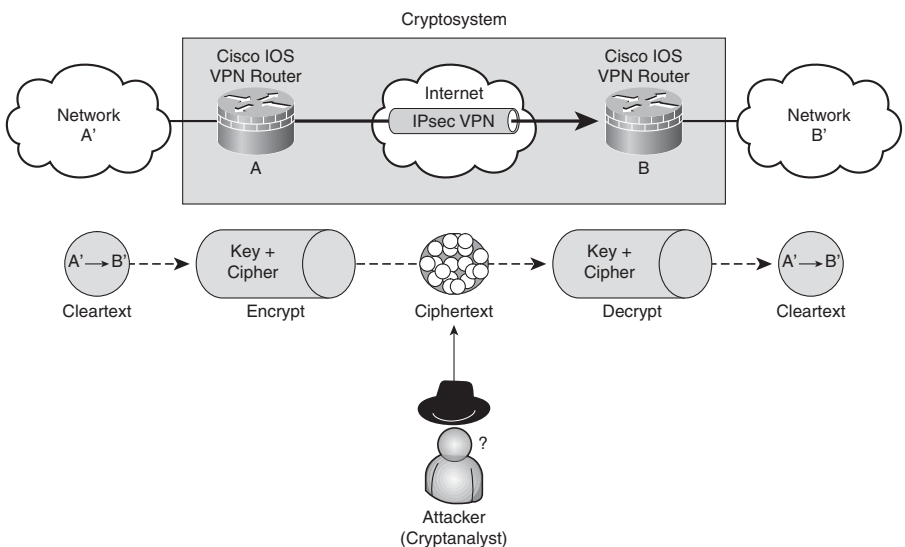 Cryptosystem
Cisco IOS
VPN Router
Cisco IOS
VPN Router
Internet
Network
A'
IPsec VPN
Network
B'
A
B
A' → B'
Key +
Cipher
Key +
Cipher
A' → B'
Cleartext
Encrypt
Ciphertext
Decrypt
Cleartext
?
Attacker
(Cryptanalyst)